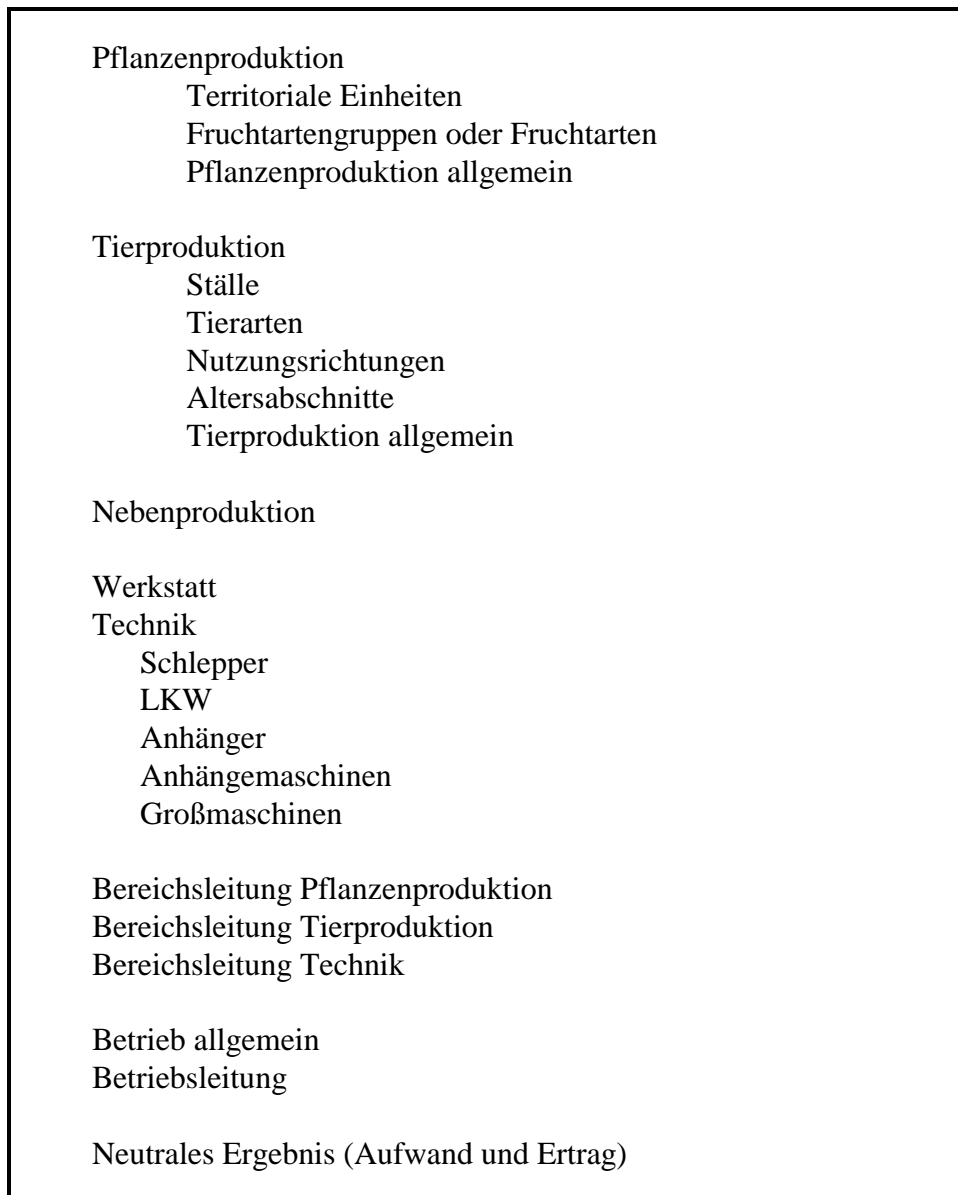 Pflanzenproduktion
Territoriale Einheiten
Fruchtartengruppen oder Fruchtarten
Pflanzenproduktion allgemein
Tierproduktion
Ställe
Tierarten
Nutzungsrichtungen
Altersabschnitte
Tierproduktion allgemein
Nebenproduktion
Werkstatt
Technik
Schlepper
LKW
Anhänger
Anhängemaschinen
Großmaschinen
Bereichsleitung Pflanzenproduktion
Bereichsleitung Tierproduktion
Bereichsleitung Technik
Betrieb allgemein
Betriebsleitung
Neutrales Ergebnis (Aufwand und Ertrag)